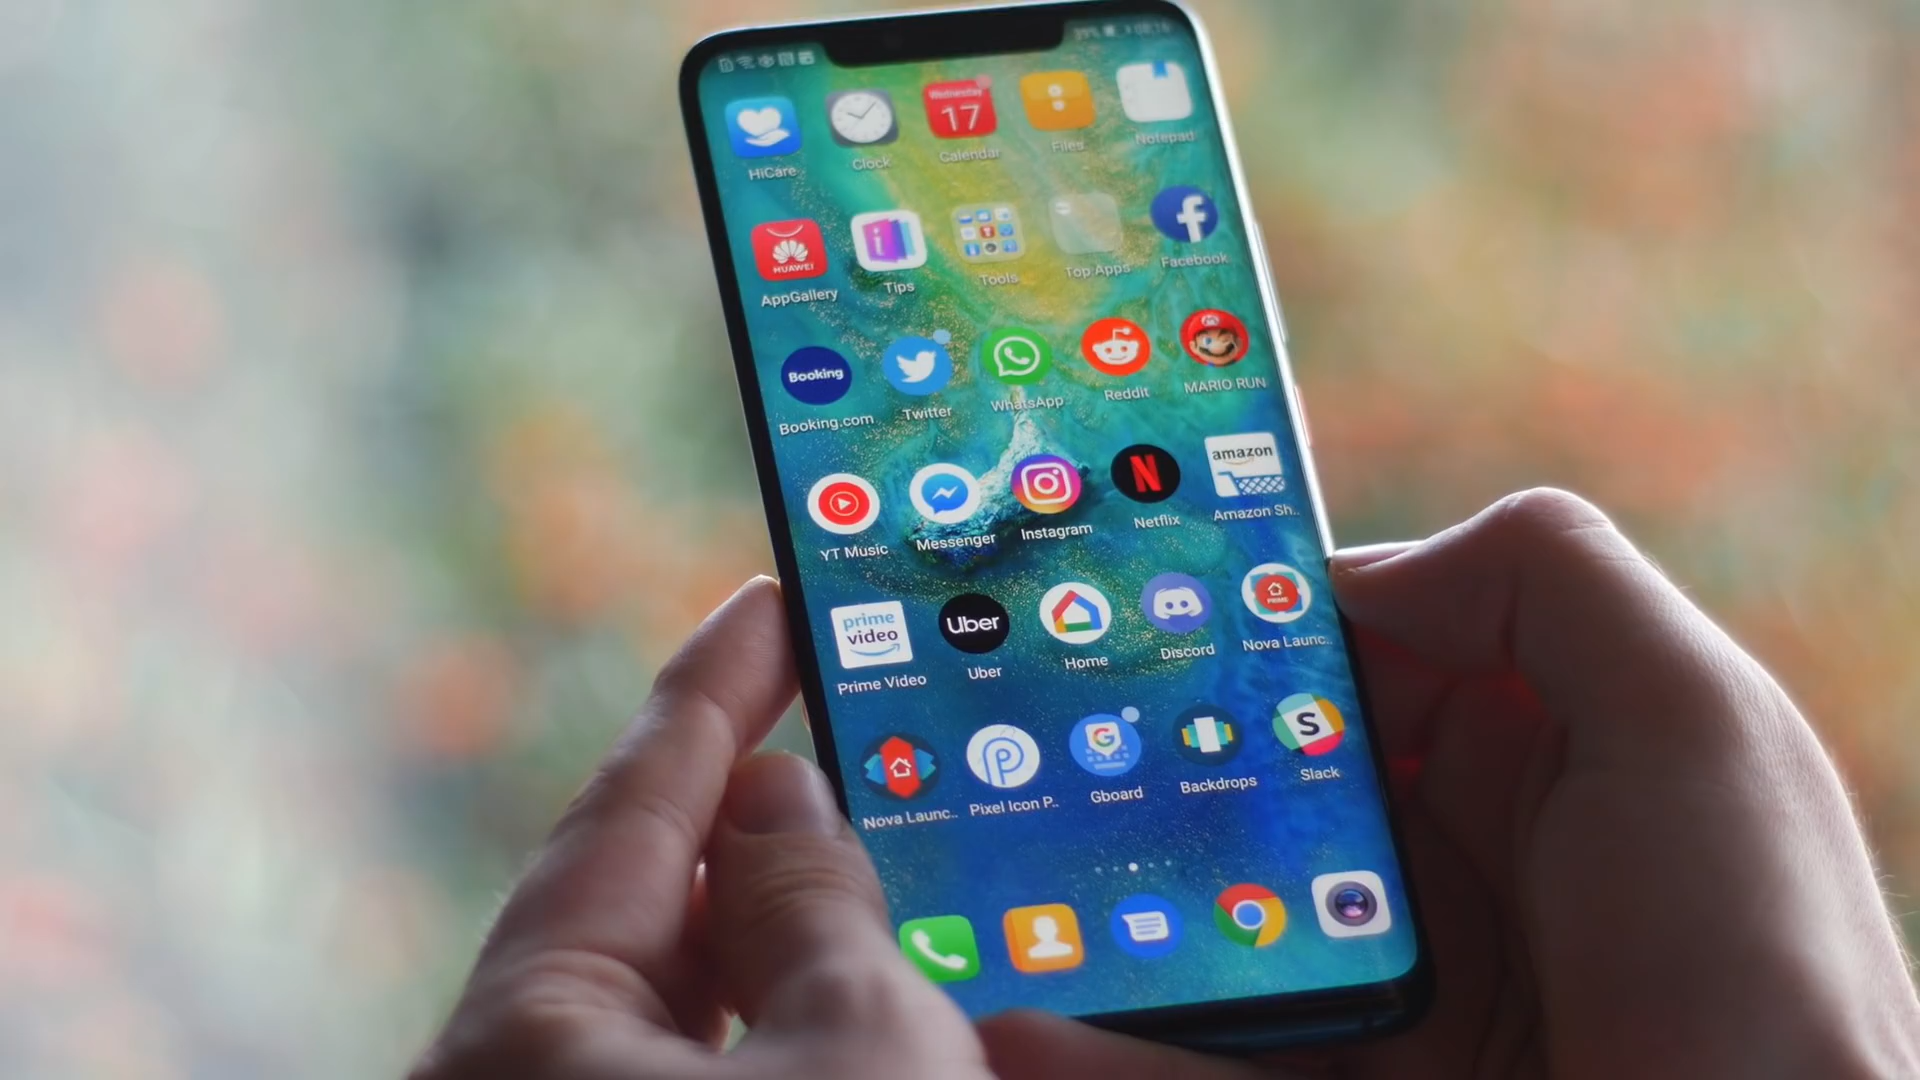 HiCare
Clock
Wednesday
17
Calendar
Files
Notepad
HUAWEI
AppGallery
Tips
Tools
Top Apps
Facebook
Booking
Booking.com
Twitter
WhatsApp
Reddit
MARIO RUN
YT Music
Messenger
Instagram
N
Netflix
amazon
Amazon Sh..
prime
video
Prime Video
Uber
Uber
Home
Discord
PRIME
Nova Launc..
Nova Launc..
Pixel Icon P..
G
Gboard
Backdrops
S
Slack